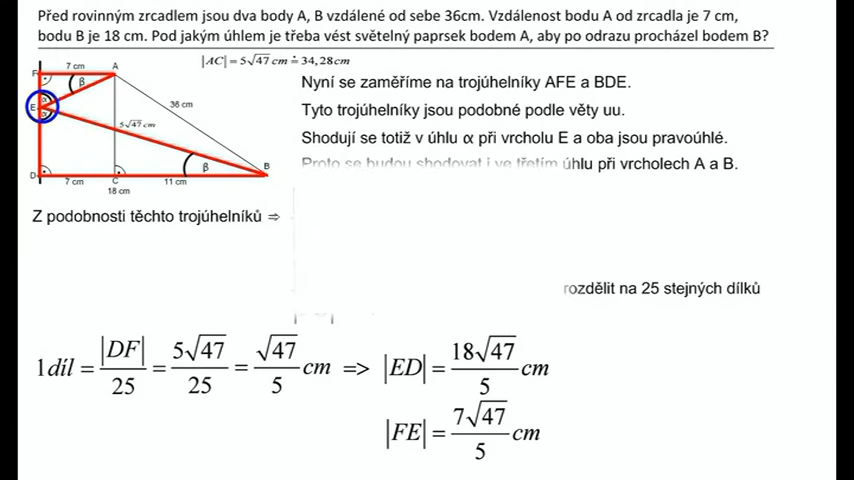 Před rovinným zrcadlem jsou dva body A, B vzdálené od sebe 36cm. Vzdálenost bodu A od zrcadla je 7 cm,
bodu B je 18 cm. Pod jakým úhlem je třeba vést světelný paprsek bodem A, aby po odrazu procházel bodem B?
|AC| = 5√47 cm ≐ 34,28cm
7 cm
F
A
β
E
α
α
36 cm
5√47 cm
β
B
D
C
7 cm
11 cm
18 cm
Nyní se zaměříme na trojúhelníky AFE a BDE.
Tyto trojúhelníky jsou podobné podle věty uu.
Shodují se totiž v úhlu α při vrcholu E a oba jsou pravoúhlé.
Proto se budou shodovat i ve třetím úhlu při vrcholech A a B.
Z podobnosti těchto trojúhelníků ⇒
rozdělit na 25 stejných dílků
1díl = |DF|/25 = 5√47/25 = √47/5 cm => |ED| = 18√47/5 cm
|FE| = 7√47/5 cm